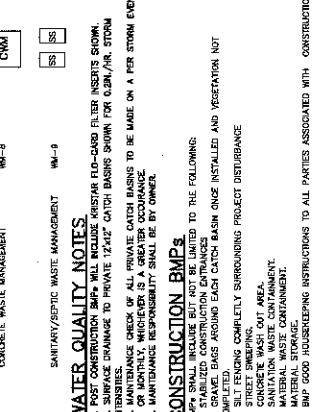 CONCRETE WASTE MANAGEMENT WM-8 CWM
SANITARY/SEPTIC WASTE MANAGEMENT WM-9 SS SS
WATER QUALITY NOTES
POST CONSTRUCTION BMPs WILL INCLUDE KRISTAR FLO-GARD FILTER INSERTS SHOWN.
SURFACE DRAINAGE TO PRIVATE 12"x12" CATCH BASINS SHOWN FOR 0.2IN./HR. STORM
TENSITIES.
MAINTENANCE CHECK OF ALL PRIVATE CATCH BASINS TO BE MADE ON A PER STORM EVEN
OR MONTHLY, WHICHEVER IS A GREATER OCCURANCE.
MAINTENANCE RESPONSIBILITY SHALL BE BY OWNER.
CONSTRUCTION BMPs
MPs SHALL INCLUDE BUT NOT BE LIMITED TO THE FOLLOWING:
STABILIZED CONSTRUCTION ENTRANCES
GRAVEL BAGS AROUND EACH CATCH BASIN ONCE INSTALLED AND VEGETATION NOT
MPLETED.
SILT FENCING COMPLETLY SURROUNDING PROJECT DISTURBANCE
STREET SWEEPING.
CONCRETE WASH OUT AREA.
SANITATION WASTE CONTAINMENT.
MATERIAL WASTE CONTAINMENT.
MATERIAL STORAGE.
BMP GOOD HOUSEKEEPING INSTRUCTIONS TO ALL PARTIES ASSOCIATED WITH CONSTRUCTIO